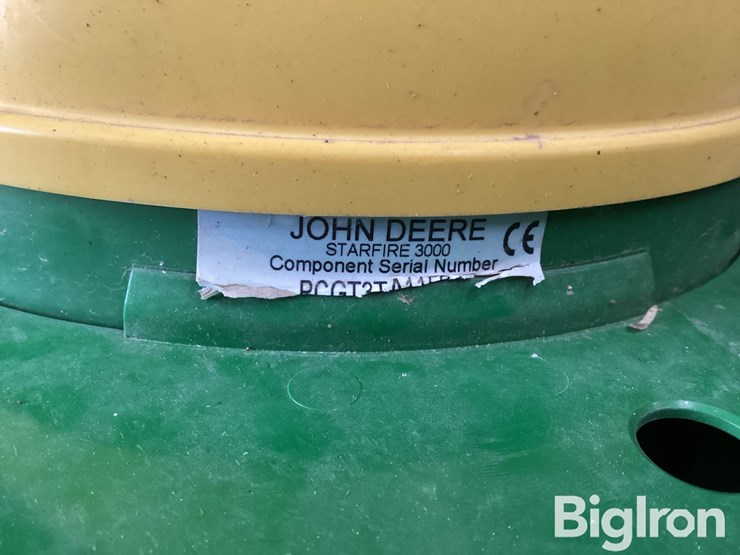 JOHN DEERE
STARFIRE 3000
CE
Component Serial Number
BigIron